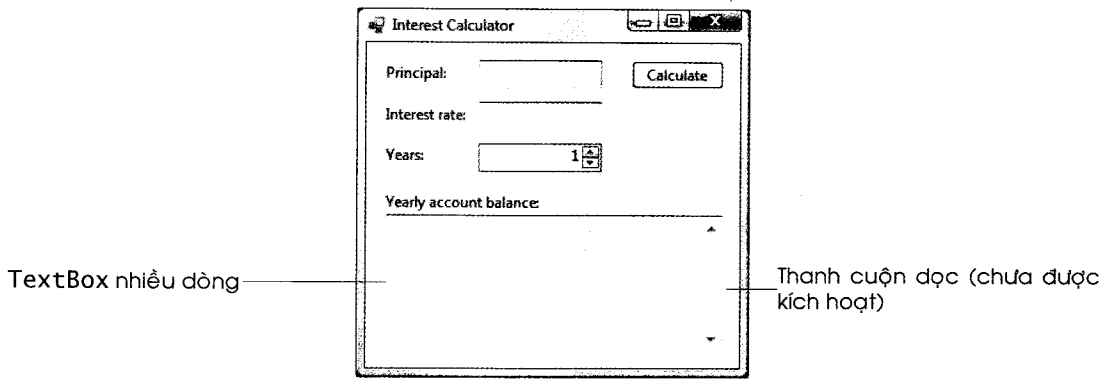 Interest Calculator
Principal:
Calculate
Interest rate:
Years:
1
Yearly account balance:
TextBox nhiều dòng
Thanh cuộn dọc (chưa được
kích hoạt)